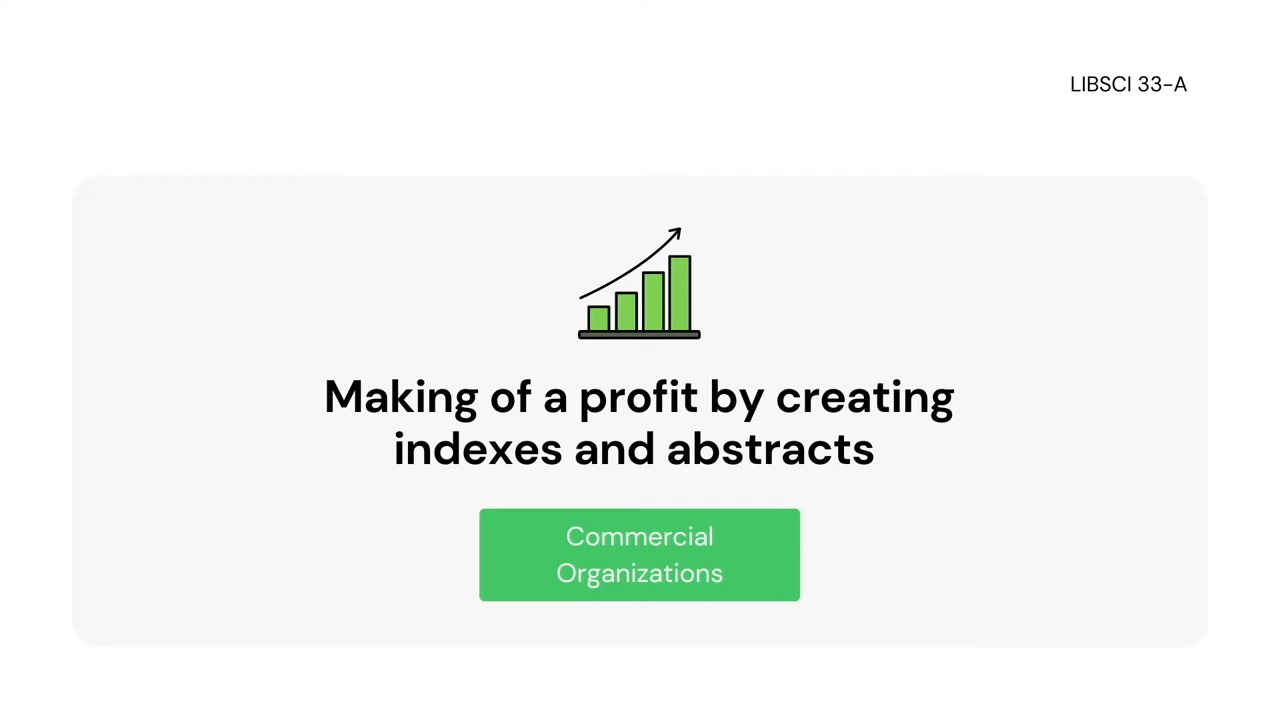 LIBSCI 33-A
Making of a profit by creating
indexes and abstracts
Commercial
Organizations